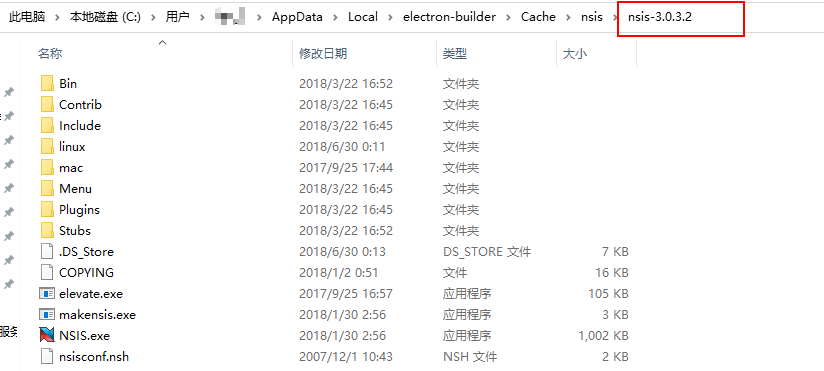 此电脑 > 本地磁盘 (C:) > 用户 > > AppData > Local > electron-builder > Cache > nsis > nsis-3.0.3.2
名称 修改日期 类型 大小
Bin 2018/3/22 16:52 文件夹
Contrib 2018/3/22 16:45 文件夹
Include 2018/3/22 16:45 文件夹
linux 2018/6/30 0:11 文件夹
mac 2017/9/25 17:44 文件夹
Menu 2018/3/22 16:45 文件夹
Plugins 2018/3/22 16:45 文件夹
Stubs 2018/3/22 16:52 文件夹
.DS_Store 2018/6/30 0:13 DS_STORE 文件 7 KB
COPYING 2018/1/2 0:51 文件 16 KB
elevate.exe 2017/9/25 16:57 应用程序 105 KB
makensis.exe 2018/1/30 2:56 应用程序 3 KB
服务 NSIS.exe 2018/1/30 2:56 应用程序 1,002 KB
nsisconf.nsh 2007/12/1 10:43 NSH 文件 2 KB